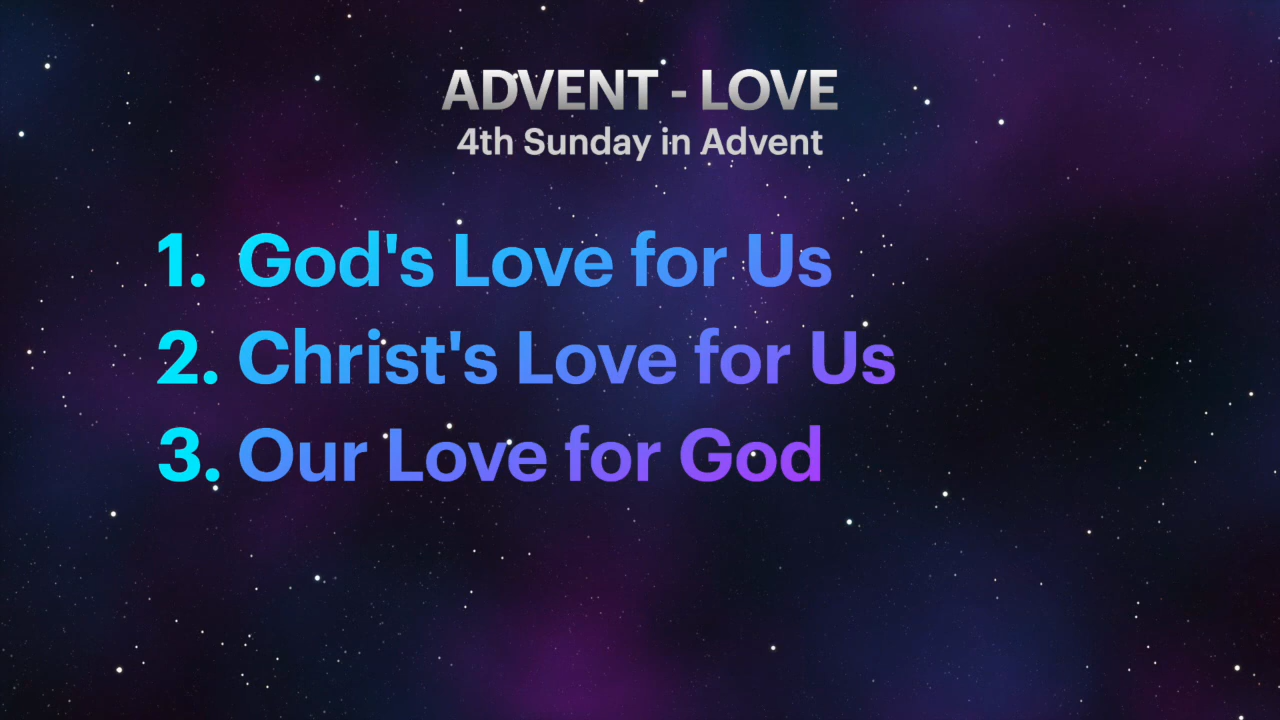 ADVENT - LOVE
4th Sunday in Advent
1. God's Love for Us
2. Christ's Love for Us
3. Our Love for God